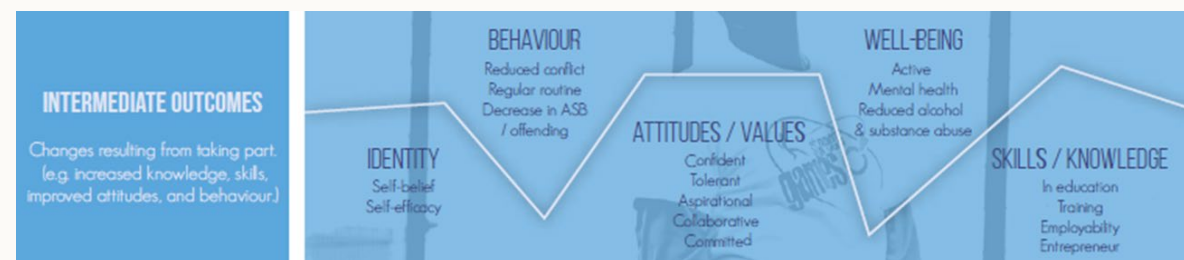 INTERMEDIATE OUTCOMES
Changes resulting from taking part.
(e.g. increased knowledge, skills,
improved attitudes, and behaviour.)
IDENTITY
Self-belief
Self-efficacy
BEHAVIOUR
Reduced conflict
Regular routine
Decrease in ASB
/ offending
ATTITUDES / VALUES
Confident
Tolerant
Aspirational
Collaborative
Committed
WELL-BEING
Active
Mental health
Reduced alcohol
& substance abuse
SKILLS / KNOWLEDGE
In education
Training
Employability
Entrepreneur
games